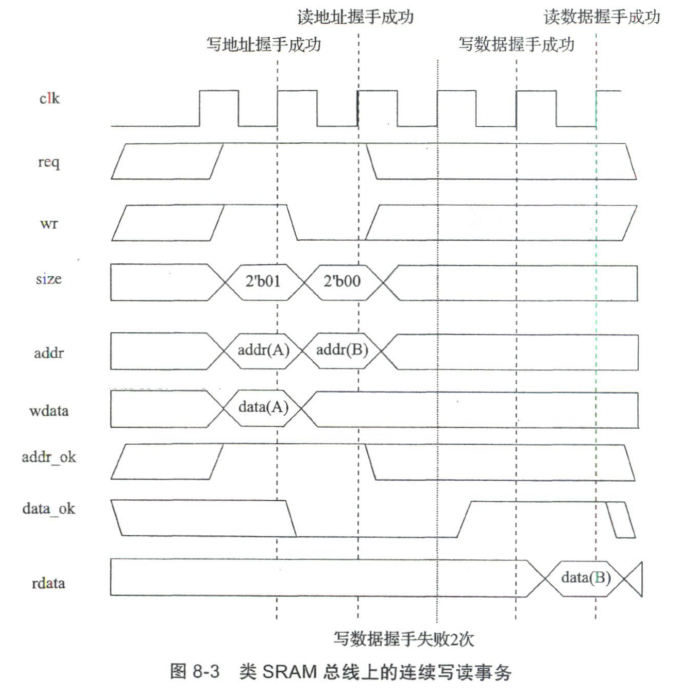 读地址握手成功
读数据握手成功
写地址握手成功
写数据握手成功
clk
req
wr
size
2'b01
2'b00
addr
addr(A)
addr(B)
wdata
data(A)
addr_ok
data_ok
rdata
data(B)
写数据握手失败2次
图 8-3 类 SRAM 总线上的连续写读事务